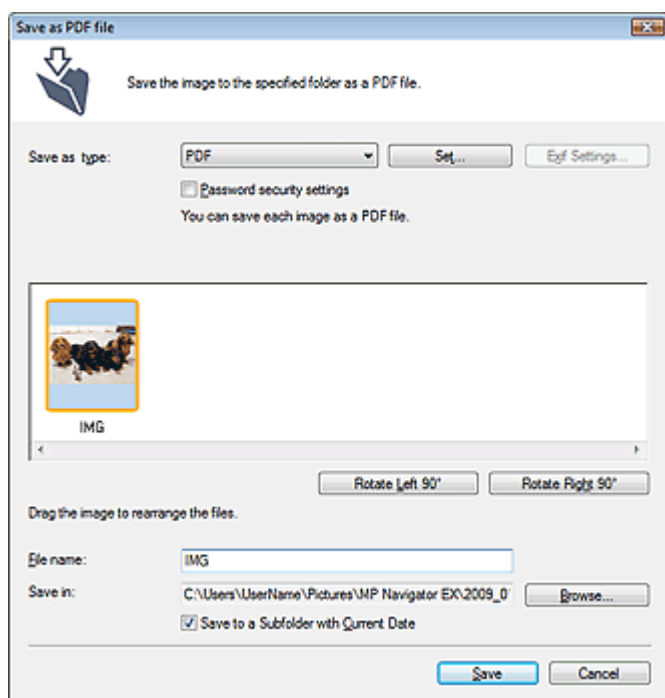 Save as PDF file
Save the image to the specified folder as a PDF file.
Save as type: PDF Set... Exif Settings...
Password security settings
You can save each image as a PDF file.
IMG
Rotate Left 90° Rotate Right 90°
Drag the image to rearrange the files.
File name: IMG
Save in: C:\Users\UserName\Pictures\MP Navigator EX\2009_0 Browse...
Save to a Subfolder with Current Date
Save Cancel